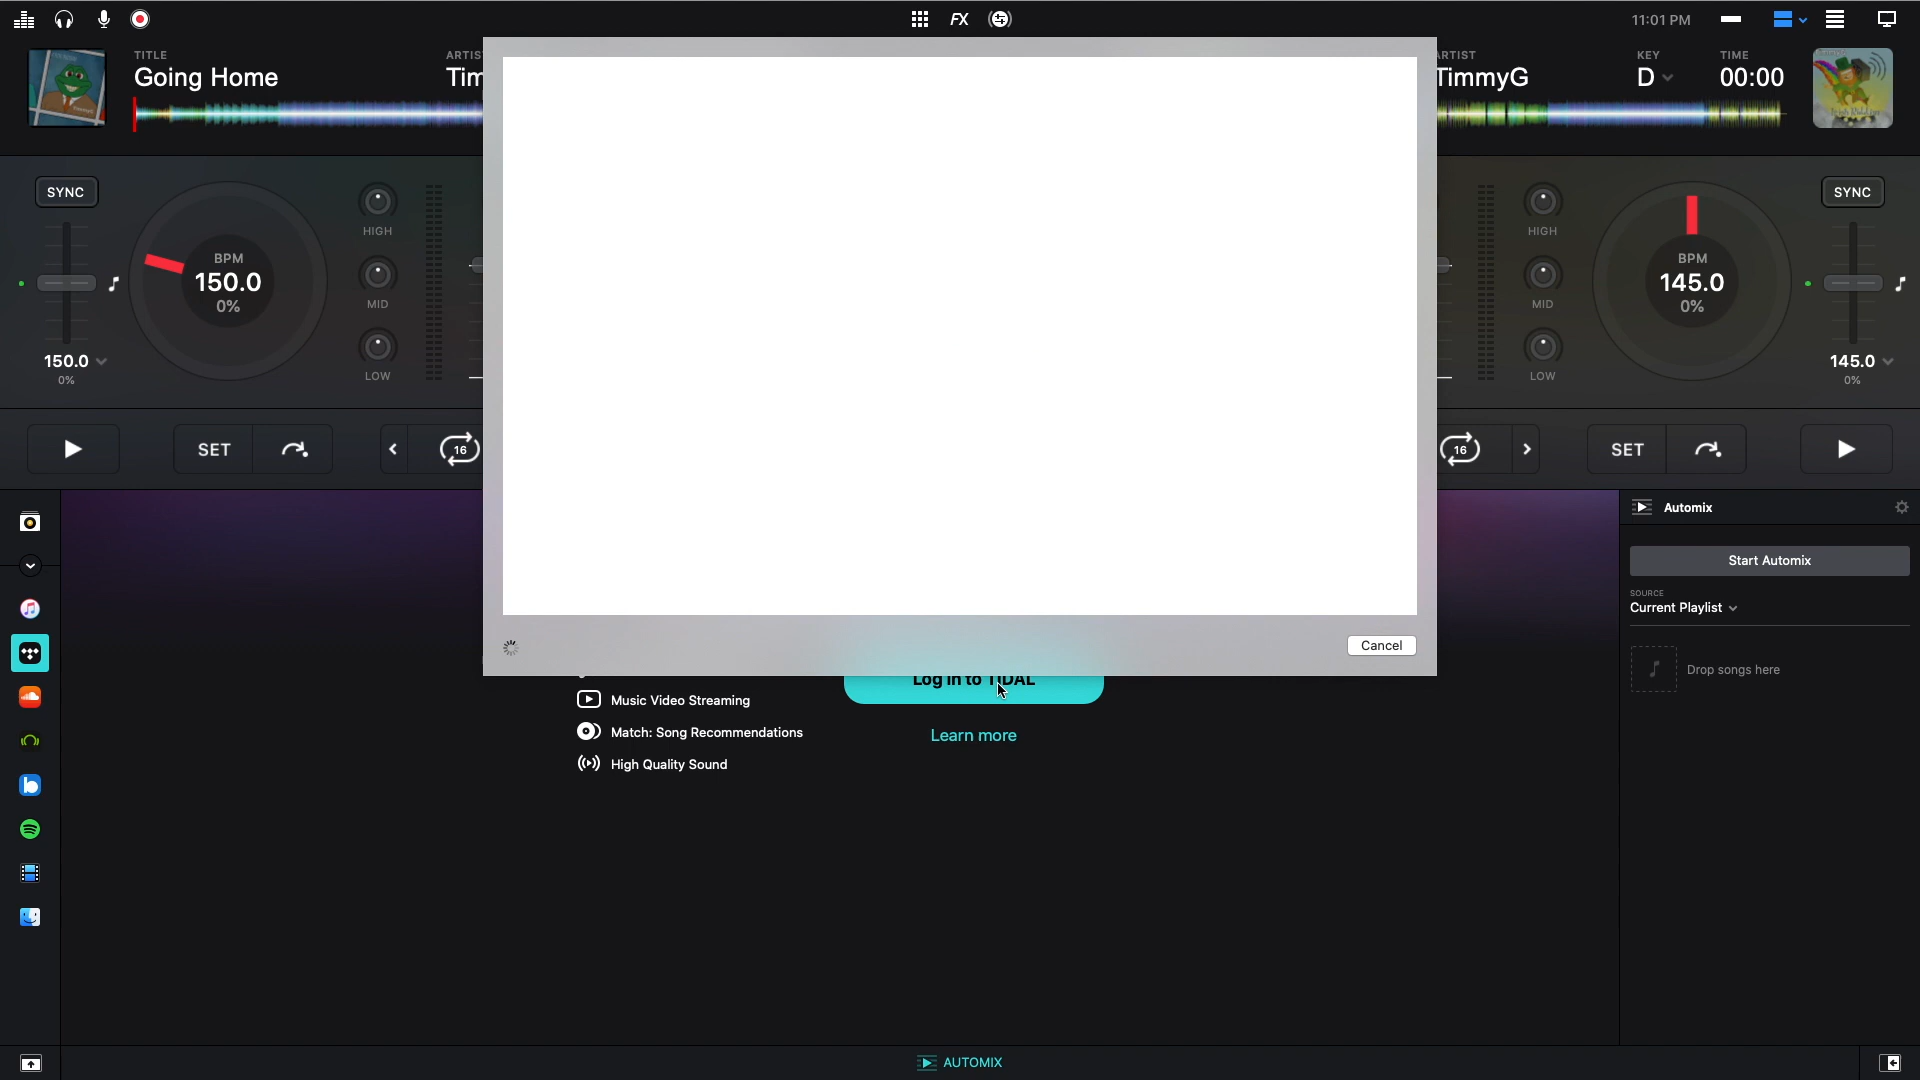 FX
11:01 PM
TITLE
Going Home
ARTIS
Tim
ARTIST
TimmyG
KEY
D
TIME
00:00
SYNC
BPM
150.0
0%
HIGH
MID
LOW
150.0
0%
HIGH
MID
LOW
BPM
145.0
0%
SYNC
145.0
0%
SET
16
16
SET
Cancel
Log in to TIDAL
Learn more
Music Video Streaming
Match: Song Recommendations
High Quality Sound
Automix
Start Automix
SOURCE
Current Playlist
Drop songs here
AUTOMIX